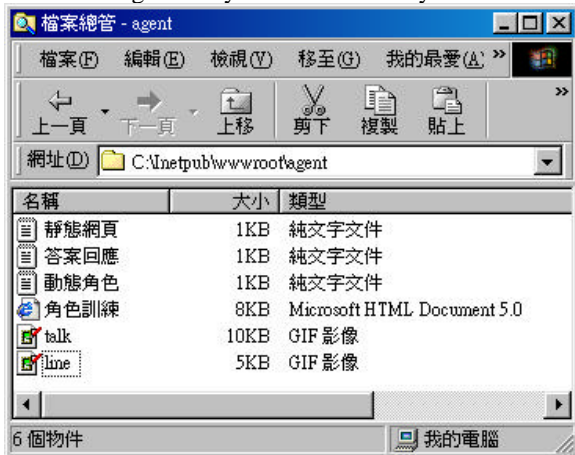 檔案總管 - agent
檔案(F) 編輯(E) 檢視(V) 移至(G) 我的最愛(A) »
上一頁 下一頁 上移 剪下 複製 貼上 »
網址(D) C:\Inetpub\wwwroot\agent
名稱 大小 類型
靜態網頁 1KB 純文字文件
答案回應 1KB 純文字文件
動態角色 1KB 純文字文件
角色訓練 8KB Microsoft HTML Document 5.0
talk 10KB GIF 影像
line 5KB GIF 影像
6 個物件 我的電腦